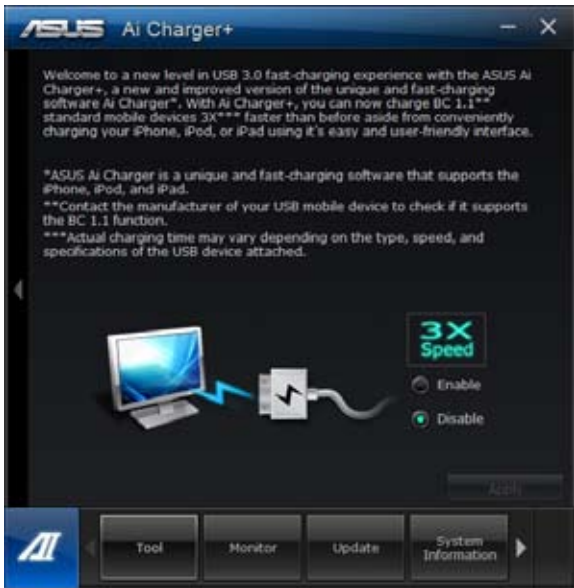 ASUS Ai Charger+
Welcome to a new level in USB 3.0 fast-charging experience with the ASUS Ai
Charger+, a new and improved version of the unique and fast-charging
software Ai Charger*. With Ai Charger+, you can now charge BC 1.1**
standard mobile devices 3X*** faster than before aside from conveniently
charging your iPhone, iPod, or iPad using it's easy and user-friendly interface.
*ASUS Ai Charger is a unique and fast-charging software that supports the
iPhone, iPod, and iPad.
**Contact the manufacturer of your USB mobile device to check if it supports
the BC 1.1 function.
***Actual charging time may vary depending on the type, speed, and
specifications of the USB device attached.
3X
Speed
Enable
Disable
Apply
AI Tool Monitor Update System
Information